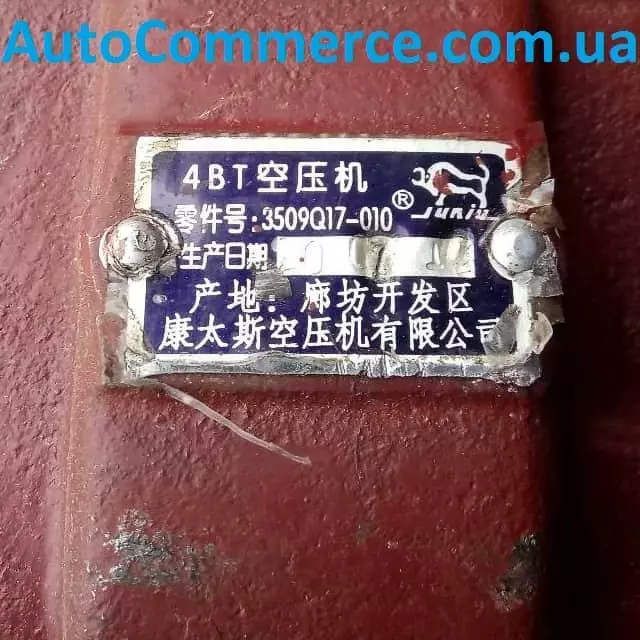 AutoCommerce.com.ua
4BT空压机
®
零件号:3509Q17-010
生产日期
产地:廊坊开发区
康太斯空压机有限公司